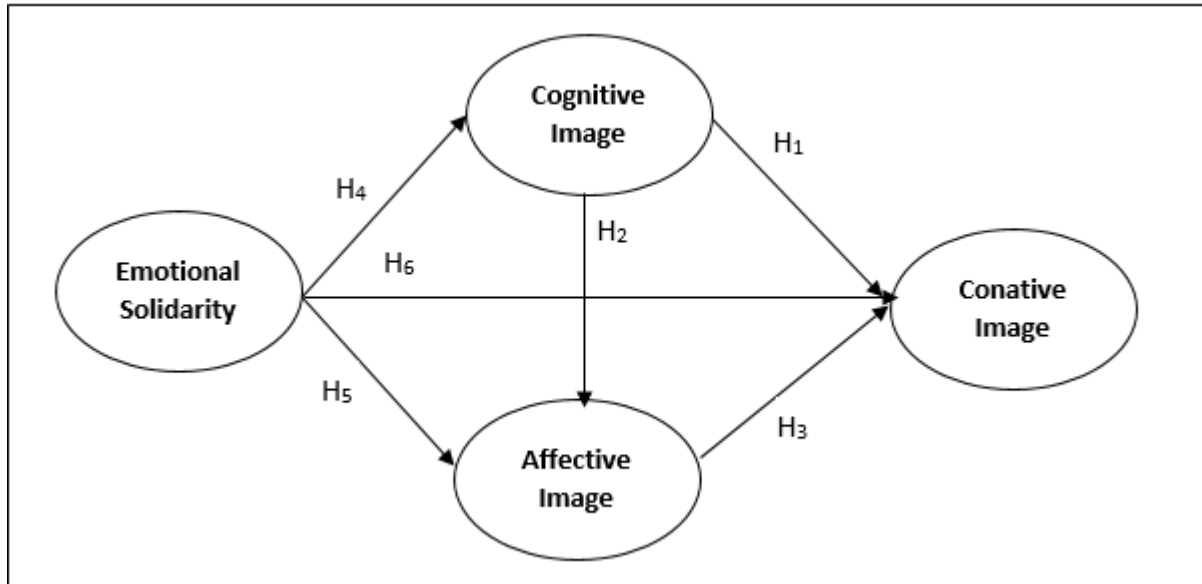 Cognitive
Image
H₁
H₄
H₂
Emotional
Solidarity
H₆
Conative
Image
H₅
H₃
Affective
Image